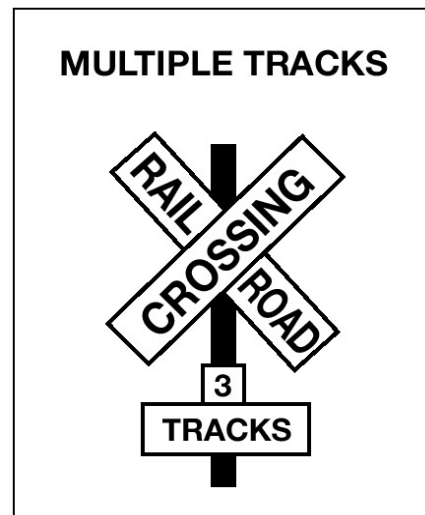 MULTIPLE TRACKS
RAIL
CROSSING
ROAD
3
TRACKS